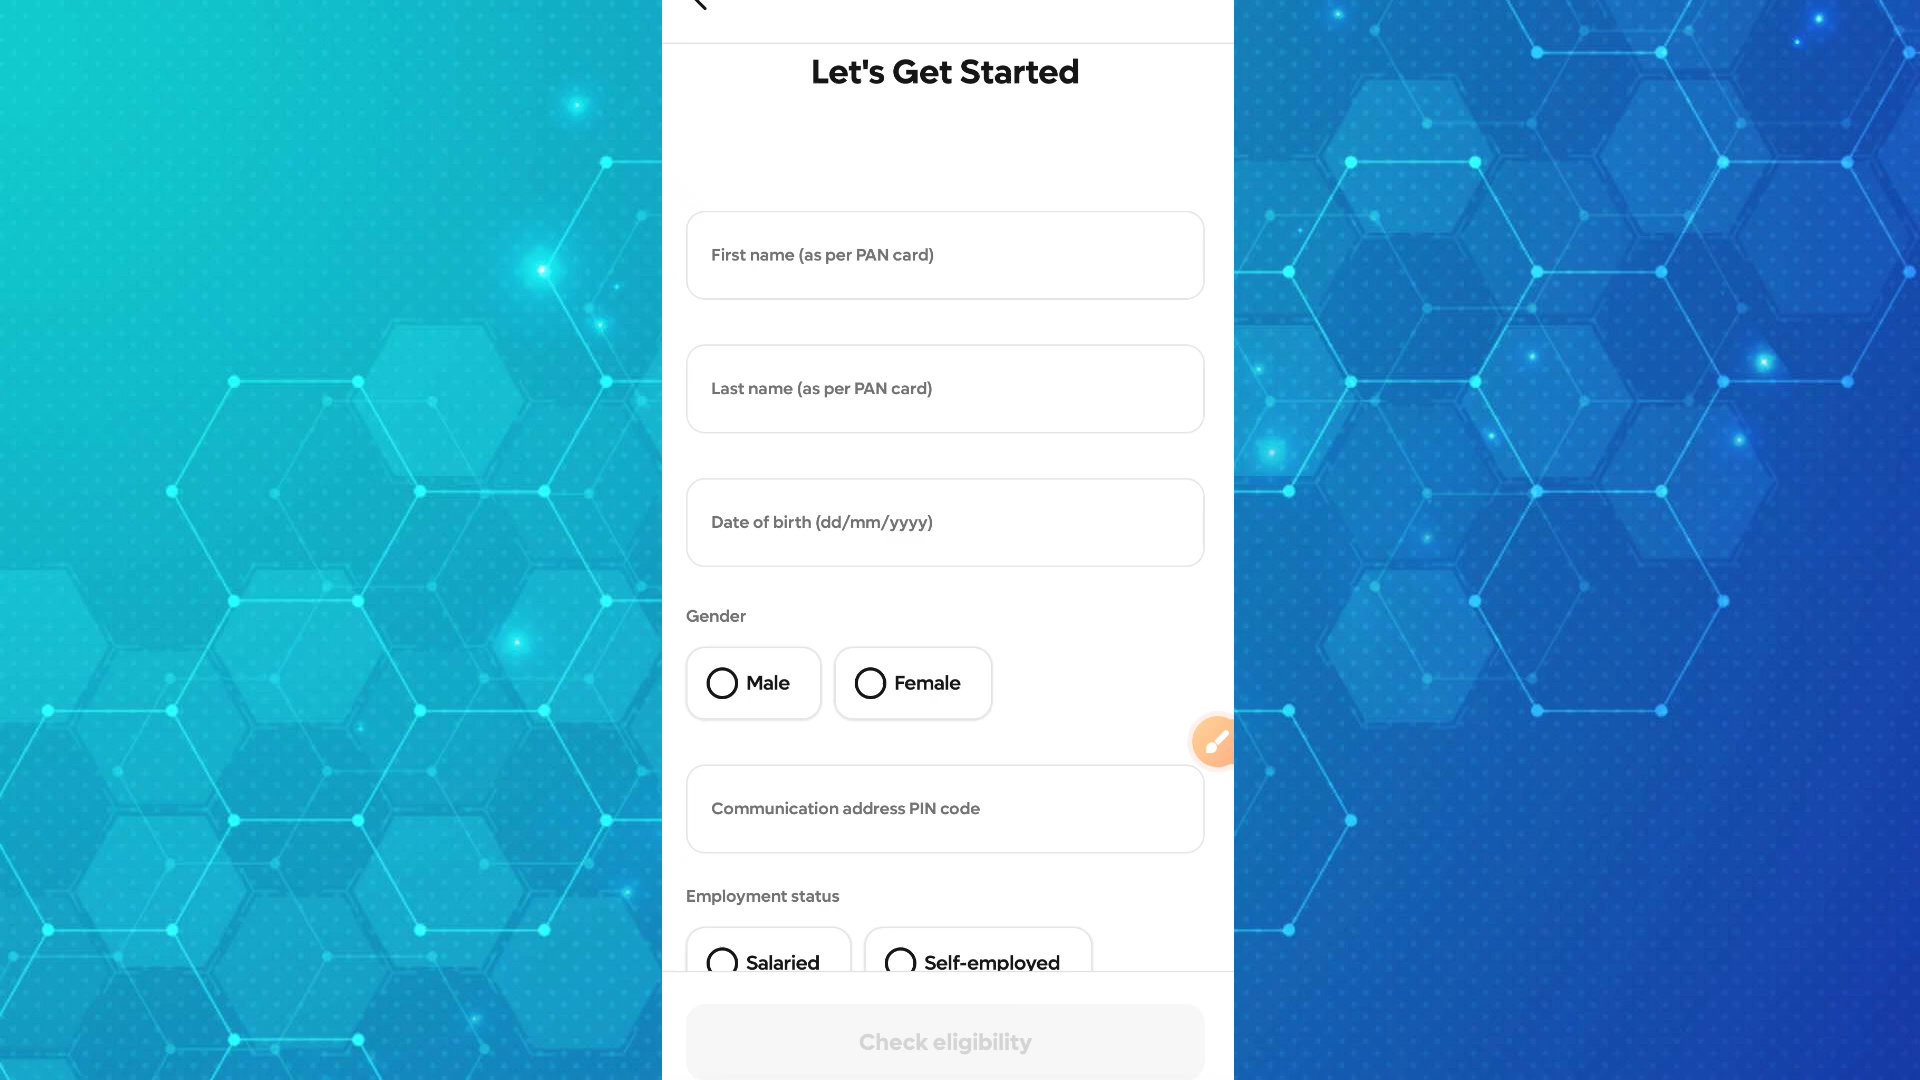 Let's Get Started
First name (as per PAN card)
Last name (as per PAN card)
Date of birth (dd/mm/yyyy)
Gender
Male
Female
Communication address PIN code
Employment status
Salaried
Self-employed
Check eligibility